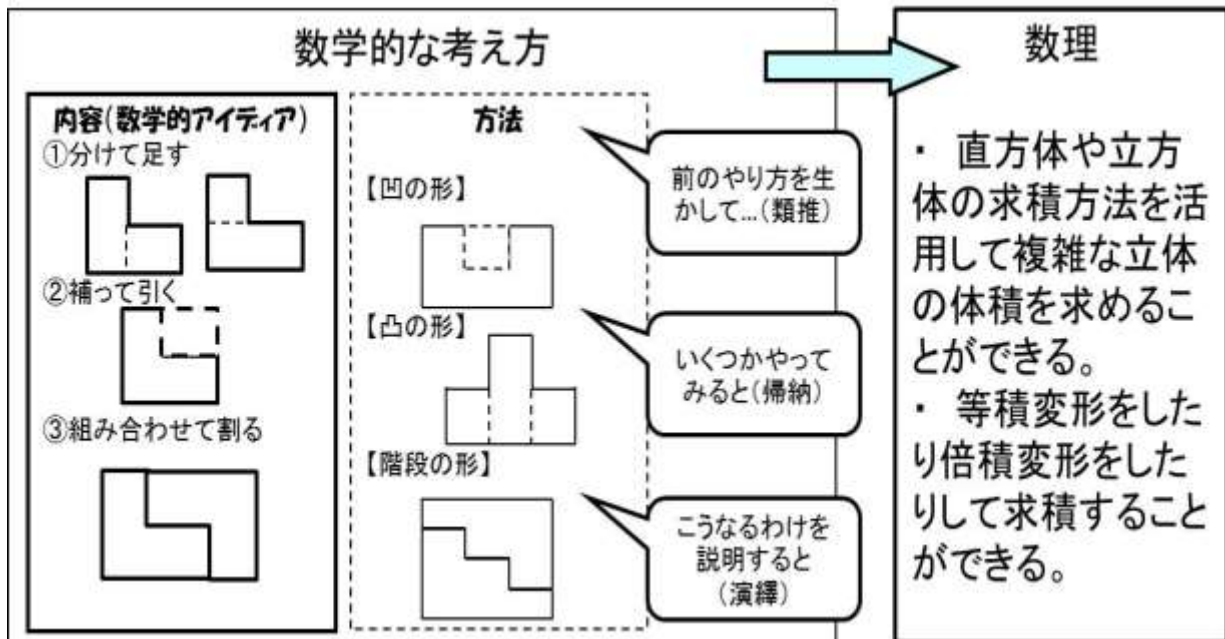 数学的な考え方
内容(数学的アイディア)
①分けて足す
②補って引く
③組み合わせて割る
方法
【凹の形】
【凸の形】
【階段の形】
前のやり方を生
かして…(類推)
いくつかやって
みると(帰納)
こうなるわけを
説明すると
(演繹)
数理
・ 直方体や立方
体の求積方法を活
用して複雑な立体
の体積を求めるこ
とができる。
・ 等積変形をした
り倍積変形をした
りして求積すること
ができる。